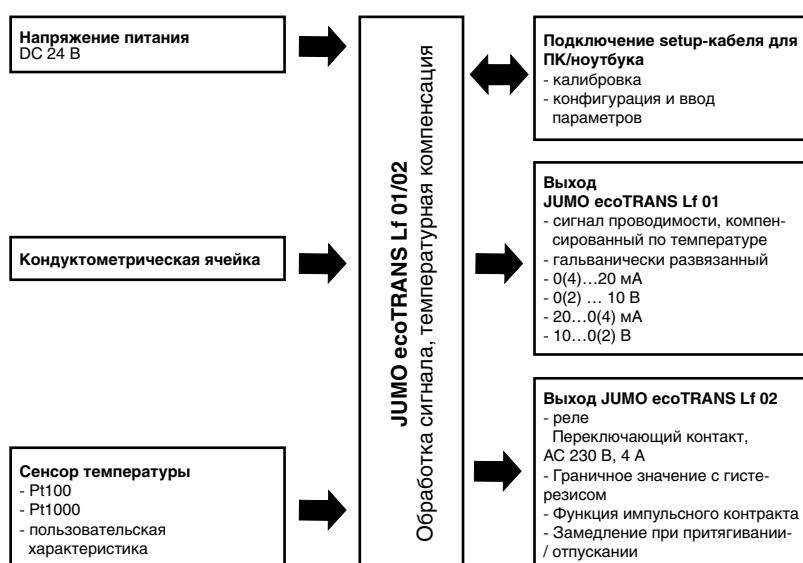 Напряжение питания
DC 24 В
Кондуктометрическая ячейка
Сенсор температуры
- Pt100
- Pt1000
- пользовательская
характеристика
JUMO ecoTRANS Lf 01/02
Обработка сигнала, температурная компенсация
Подключение setup-кабеля для
ПК/ноутбука
- калибровка
- конфигурация и ввод
параметров
Выход
JUMO ecoTRANS Lf 01
- сигнал проводимости, компен-
сированный по температуре
- гальванически развязанный
- 0(4)…20 мА
- 0(2) … 10 В
- 20…0(4) мА
- 10…0(2) В
Выход JUMO ecoTRANS Lf 02
- реле
Переключающий контакт,
АС 230 В, 4 А
- Граничное значение с гисте-
резисом
- Функция импульсного контракта
- Замедление при притягивании-
/ отпускании